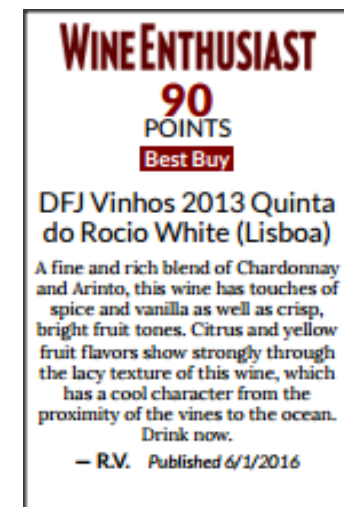 WINE ENTHUSIAST
90
POINTS
Best Buy
DFJ Vinhos 2013 Quinta
do Rocio White (Lisboa)
A fine and rich blend of Chardonnay
and Arinto, this wine has touches of
spice and vanilla as well as crisp,
bright fruit tones. Citrus and yellow
fruit flavors show strongly through
the lacy texture of this wine, which
has a cool character from the
proximity of the vines to the ocean.
Drink now.
— R.V. Published 6/1/2016